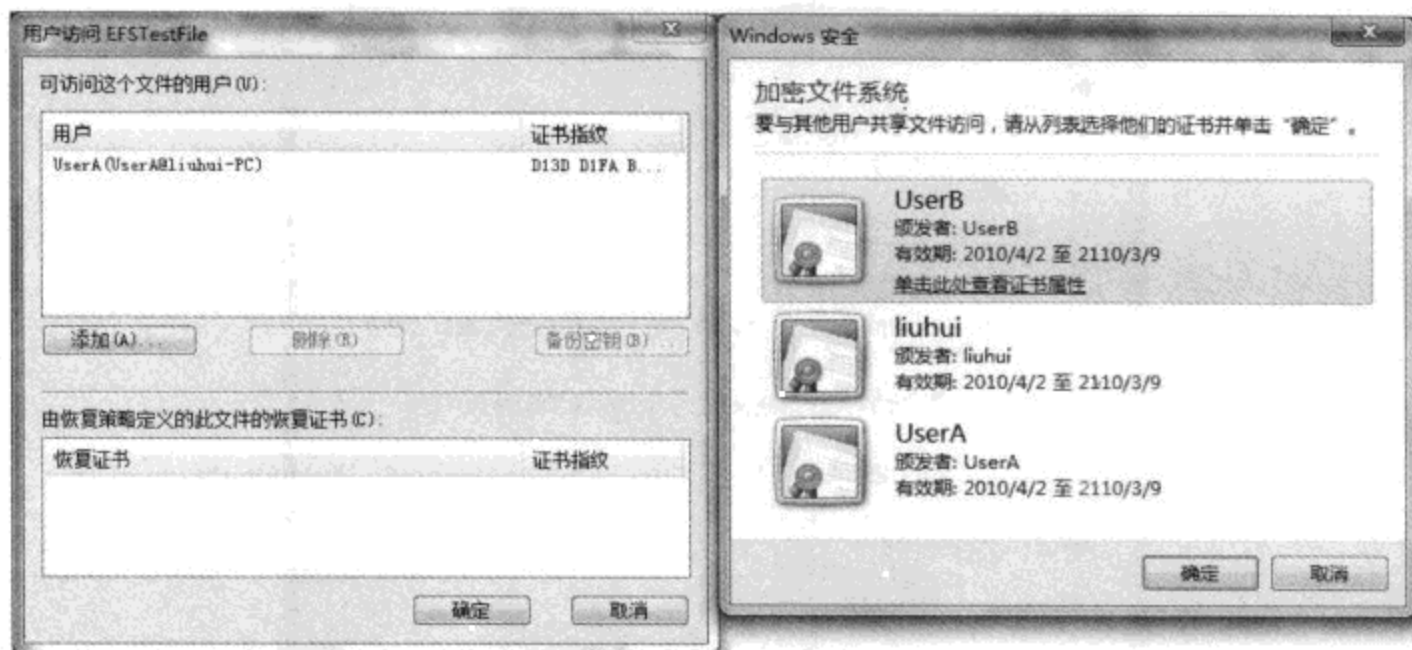 用户访问 EFSTestFile
可访问这个文件的用户(U):
用户 证书指纹
UserA(UserA@liuhui-PC) D13D D1FA B...
添加(A)... 删除(R) 备份密钥(B)...
由恢复策略定义的此文件的恢复证书(C):
恢复证书 证书指纹
确定 取消
Windows 安全
加密文件系统
要与其他用户共享文件访问，请从列表选择他们的证书并单击“确定”。
UserB
颁发者: UserB
有效期: 2010/4/2 至 2110/3/9
单击此处查看证书属性
liuhui
颁发者: liuhui
有效期: 2010/4/2 至 2110/3/9
UserA
颁发者: UserA
有效期: 2010/4/2 至 2110/3/9
确定 取消